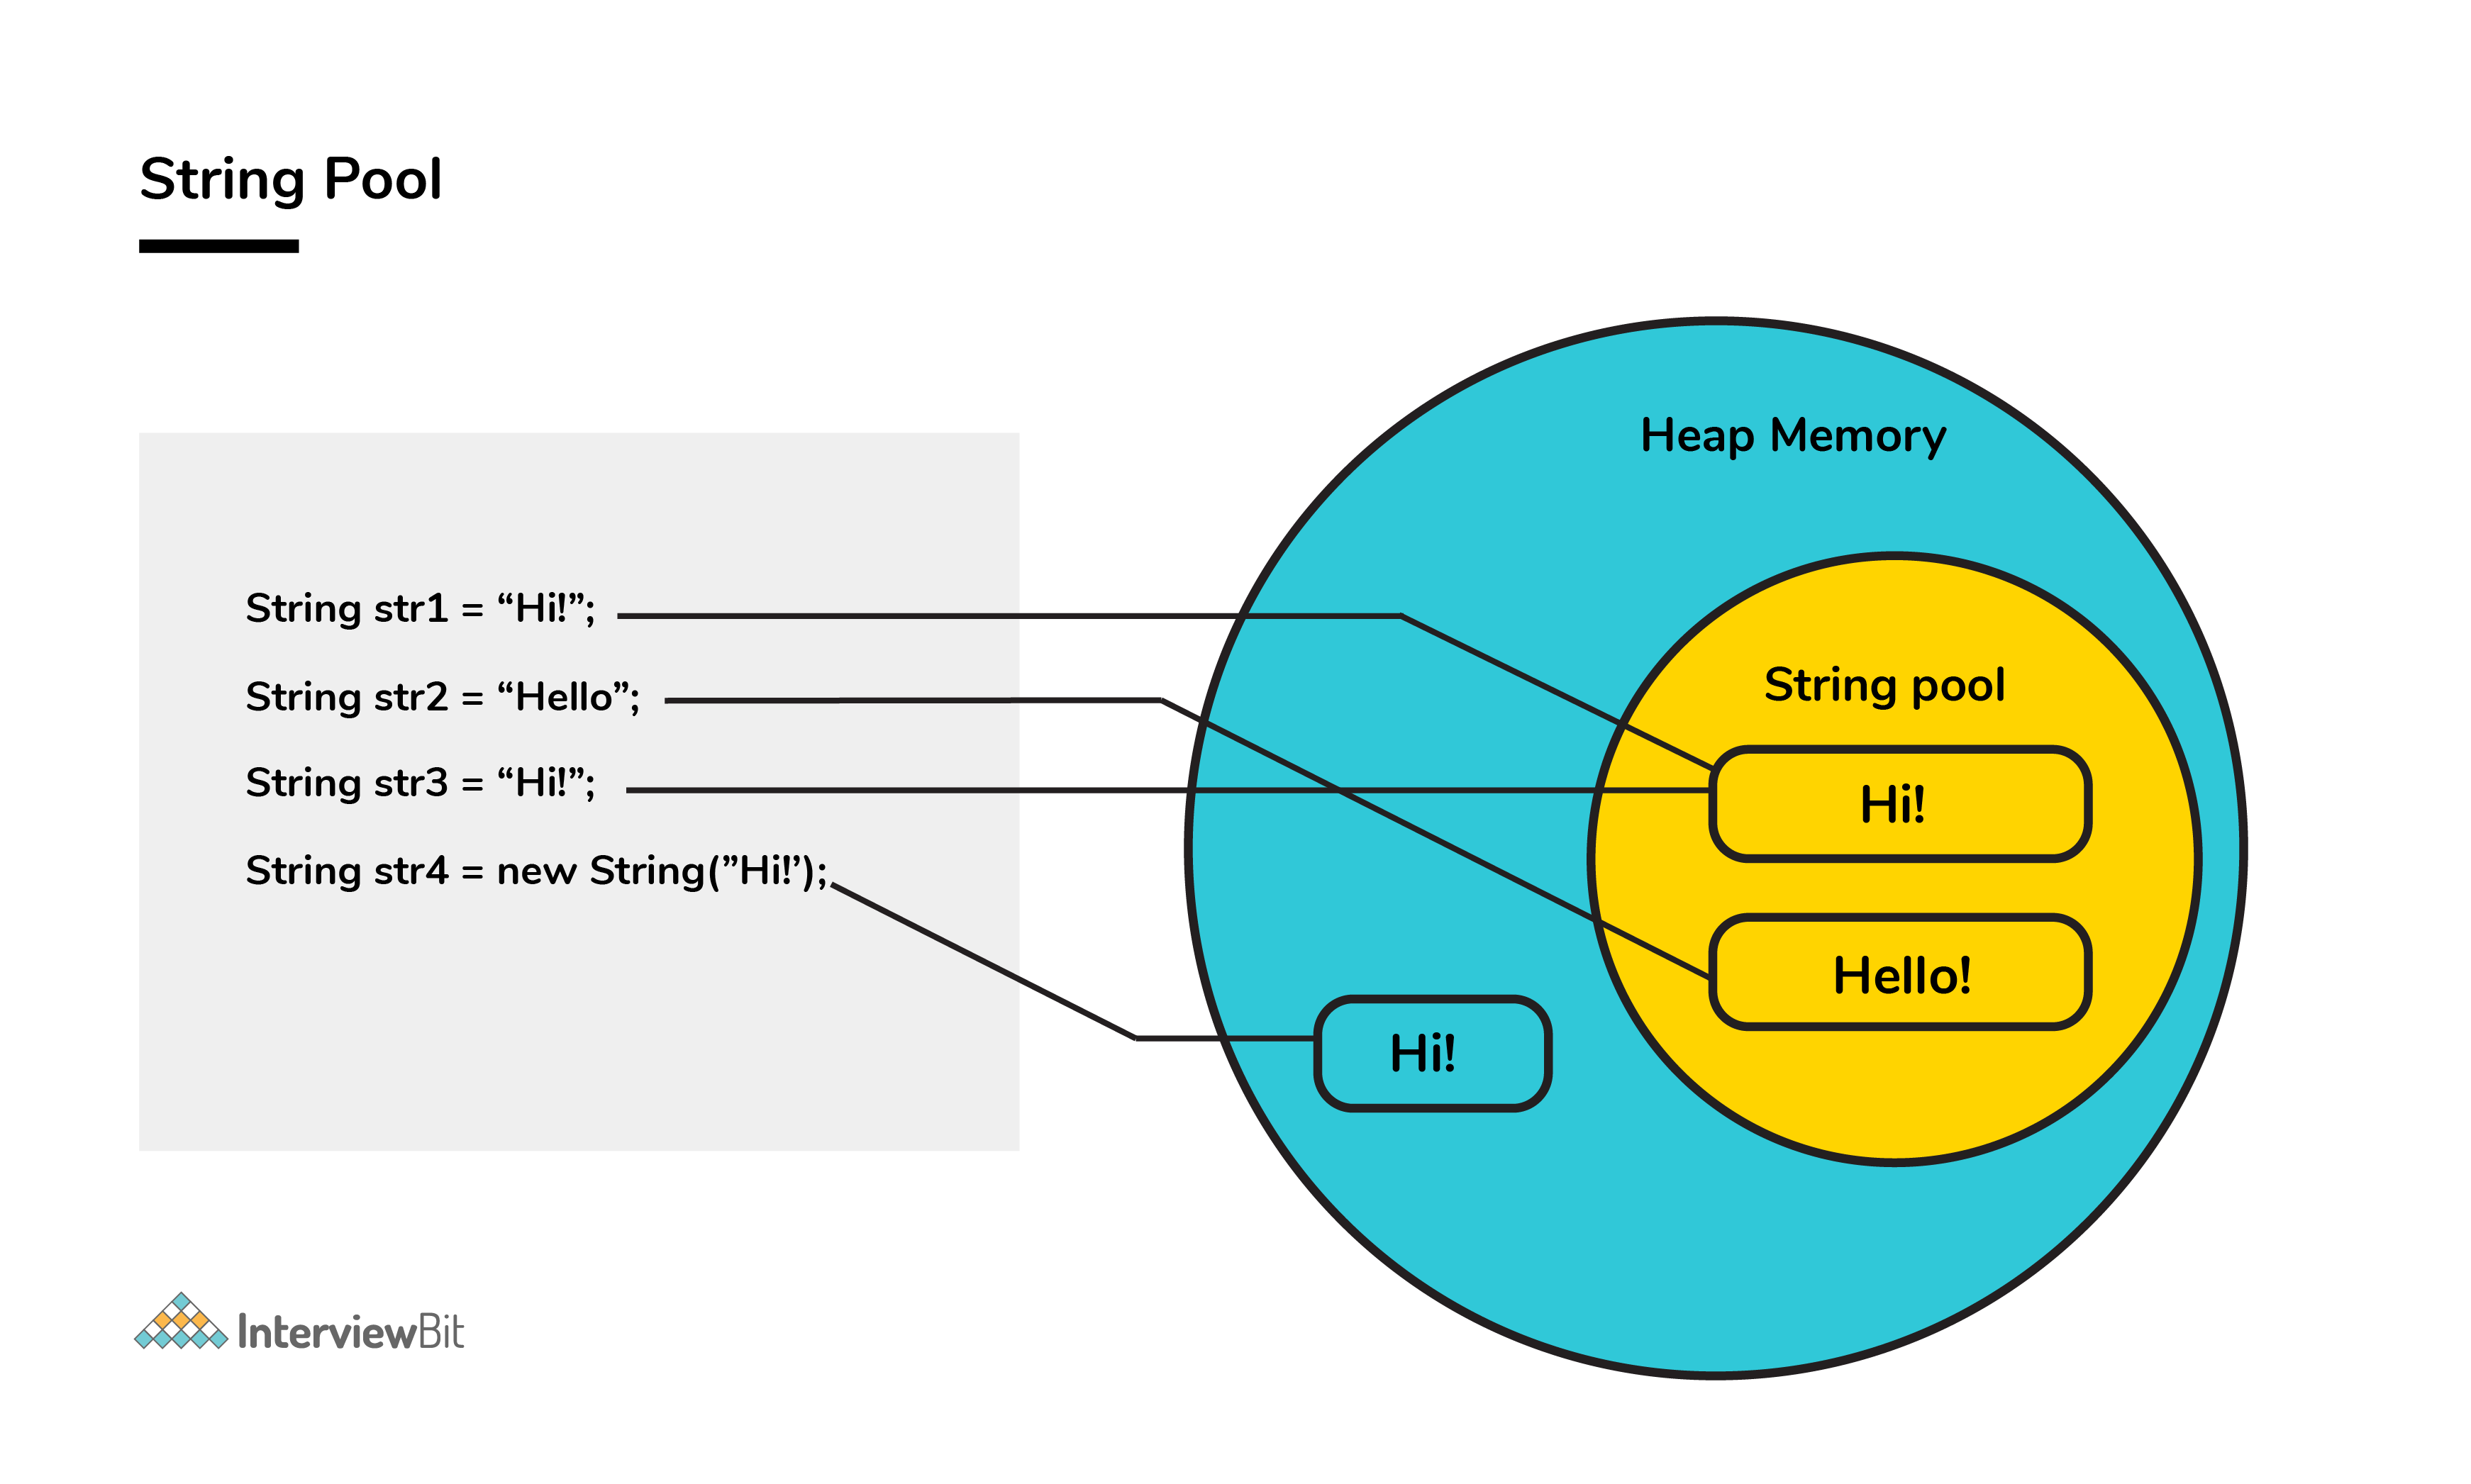 String Pool
String str1 = “Hi!”;
String str2 = “Hello”;
String str3 = “Hi!”;
String str4 = new String(”Hi!”);
Heap Memory
String pool
Hi!
Hello!
Hi!
InterviewBit